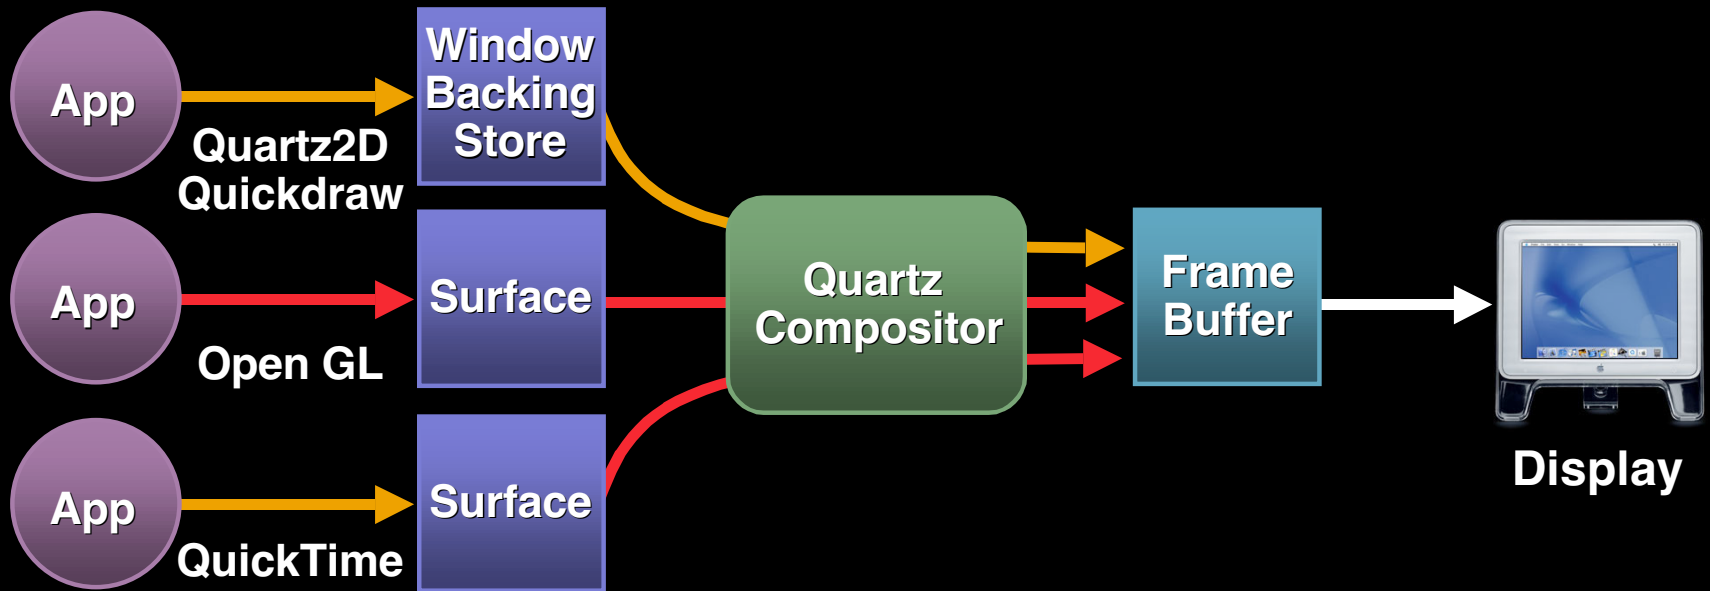 App
Quartz2D
Quickdraw
Window
Backing
Store
App
Open GL
Surface
App
QuickTime
Surface
Quartz
Compositor
Frame
Buffer
Display